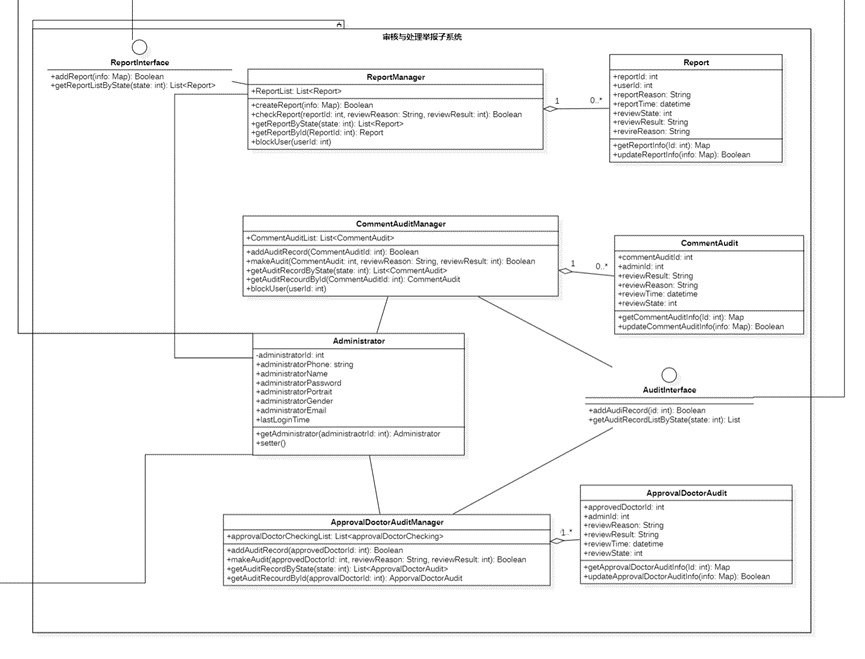 审核与处理举报子系统
ReportInterface
+addReport(info: Map): Boolean
+getReportListByState(state: int): List<Report>
ReportManager
+ReportList: List<Report>
+createReport(info: Map): Boolean
+checkReport(reportId: int, reviewReason: String, reviewResult: int): Boolean
+getReportByState(state: int): List<Report>
+getReportById(ReportId: int): Report
+blockUser(userId: int)
1
0..*
Report
+reportId: int
+userId: int
+reportReason: String
+reportTime: datetime
+reviewState: int
+reviewResult: String
+revireReason: String
+getReportInfo(Id: int): Map
+updateReportInfo(info: Map): Boolean
CommentAuditManager
+CommentAuditList: List<CommentAudit>
+addAuditRecord(CommentAuditId: int): Boolean
+makeAudit(CommentAudit: int, reviewReason: String, reviewResult: int): Boolean
+getAuditRecordByState(state: int): List<CommentAudit>
+getAuditRecourdById(CommentAuditId: int): CommentAudit
+blockUser(userId: int)
1
0..*
CommentAudit
+commentAuditId: int
+adminId: int
+reviewResult: String
+reviewReason: String
+reviewTime: datetime
+reviewState: int
+getCommentAuditInfo(Id: int): Map
+updateCommentAuditInfo(info: Map): Boolean
Administrator
-administratorId: int
+administratorPhone: string
+administratorName
+administratorPassword
+administratorPortrait
+administratorGender
+administratorEmail
+lastLoginTime
+getAdministrator(administraotrId: int): Administrator
+setter()
AuditInterface
+addAudiRecord(id: int): Boolean
+getAuditRecordListByState(state: int): List
ApprovalDoctorAuditManager
+approvalDoctorCheckingList: List<approvalDoctorChecking>
+addAuditRecord(approvedDoctorId: int): Boolean
+makeAudit(approvedDoctorId: int, reviewReason: String, reviewResult: int): Boolean
+getAuditRecordByState(state: int): List<ApprovalDoctorAudit>
+getAuditRecourdById(approvalDoctorId: int): ApporvalDoctorAudit
1..*
ApprovalDoctorAudit
+approvedDoctorId: int
+adminId: int
+reviewReason: String
+reviewResult: String
+reviewTime: datetime
+reviewState: int
+getApprovalDoctorAuditInfo(Id: int): Map
+updateApprovalDoctorAuditInfo(info: Map): Boolean